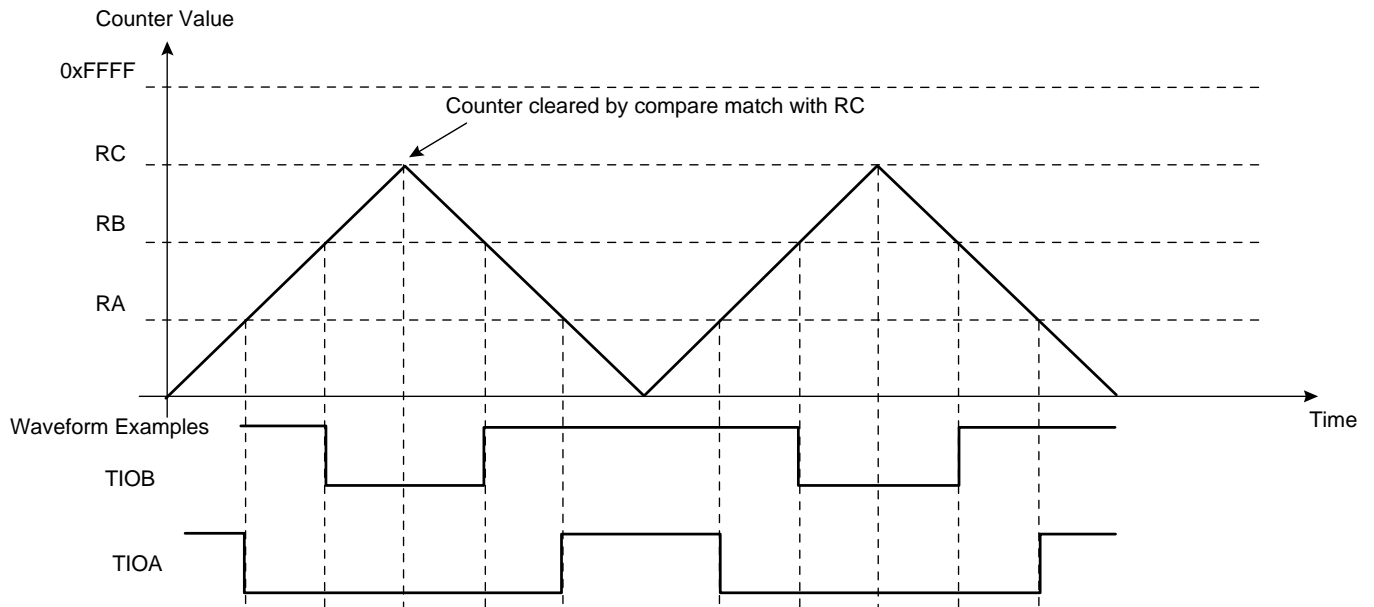 Counter Value
0xFFFF
Counter cleared by compare match with RC
RC
RB
RA
Time
Waveform Examples
TIOB
TIOA